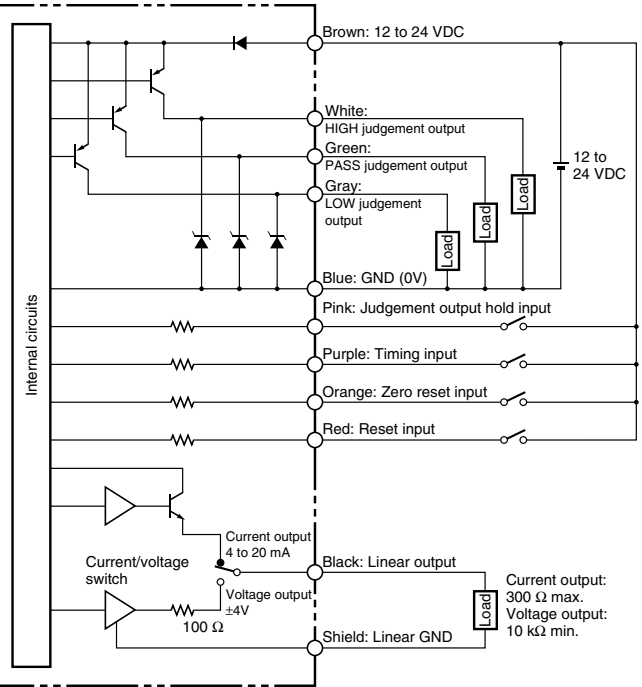 Brown: 12 to 24 VDC
White:
HIGH judgement output
Green:
PASS judgement output
Gray:
LOW judgement
output
Load
Load
Load
12 to
24 VDC
Blue: GND (0V)
Pink: Judgement output hold input
Purple: Timing input
Orange: Zero reset input
Red: Reset input
Internal circuits
Current output
4 to 20 mA
Current/voltage
switch
Voltage output
±4V
100 Ω
Black: Linear output
Shield: Linear GND
Load
Current output:
300 Ω max.
Voltage output:
10 kΩ min.